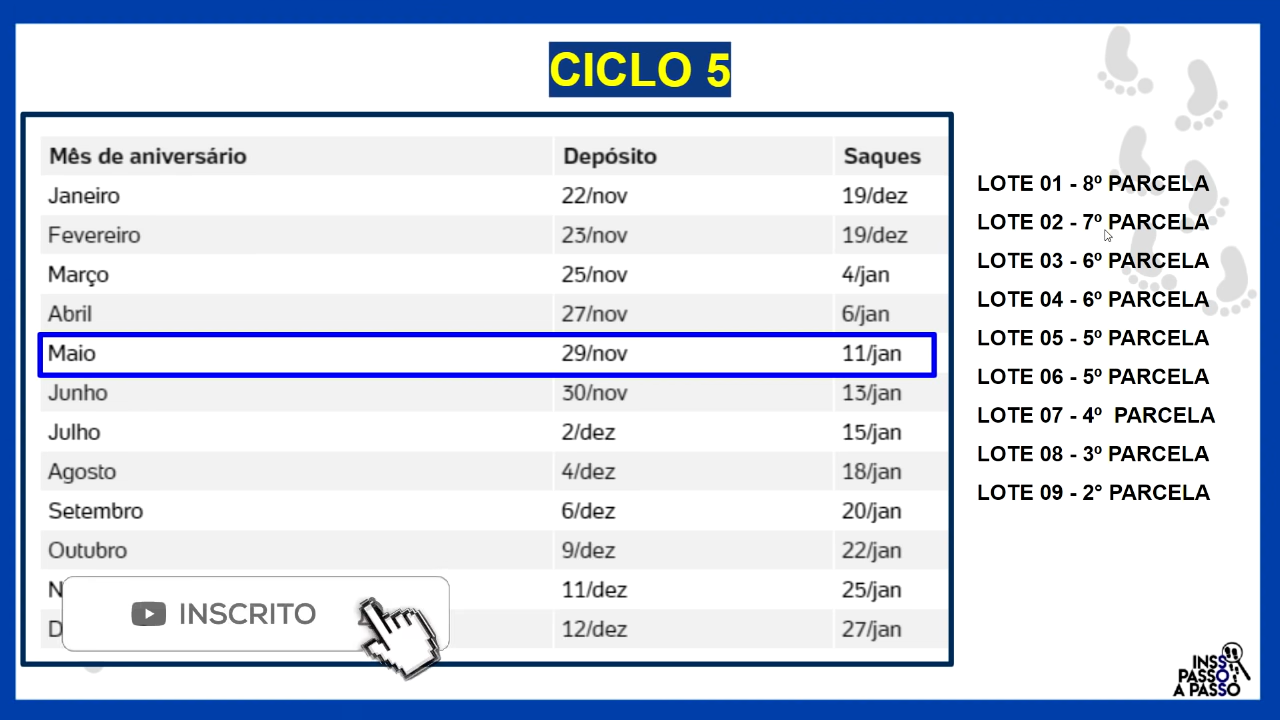 CICLO 5
Mês de aniversário Depósito Saques
Janeiro 22/nov 19/dez
Fevereiro 23/nov 19/dez
Março 25/nov 4/jan
Abril 27/nov 6/jan
Maio 29/nov 11/jan
Junho 30/nov 13/jan
Julho 2/dez 15/jan
Agosto 4/dez 18/jan
Setembro 6/dez 20/jan
Outubro 9/dez 22/jan
N 11/dez 25/jan
D 12/dez 27/jan
INSCRITO
LOTE 01 - 8º PARCELA
LOTE 02 - 7º PARCELA
LOTE 03 - 6º PARCELA
LOTE 04 - 6º PARCELA
LOTE 05 - 5º PARCELA
LOTE 06 - 5º PARCELA
LOTE 07 - 4º  PARCELA
LOTE 08 - 3º PARCELA
LOTE 09 - 2° PARCELA
INSS
PASSO
A PASSO